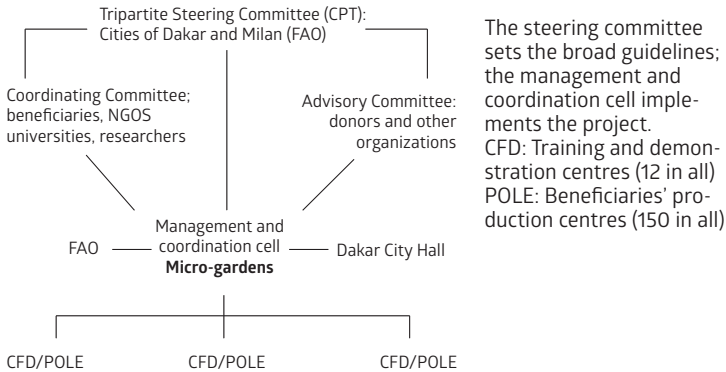 Tripartite Steering Committee (CPT):
Cities of Dakar and Milan (FAO)
Coordinating Committee;
beneficiaries, NGOS
universities, researchers
Advisory Committee:
donors and other
organizations
Management and
coordination cell
Micro-gardens
FAO
Dakar City Hall
CFD/POLE
CFD/POLE
CFD/POLE
The steering committee
sets the broad guidelines;
the management and
coordination cell imple-
ments the project.
CFD: Training and demon-
stration centres (12 in all)
POLE: Beneficiaries’ pro-
duction centres (150 in all)